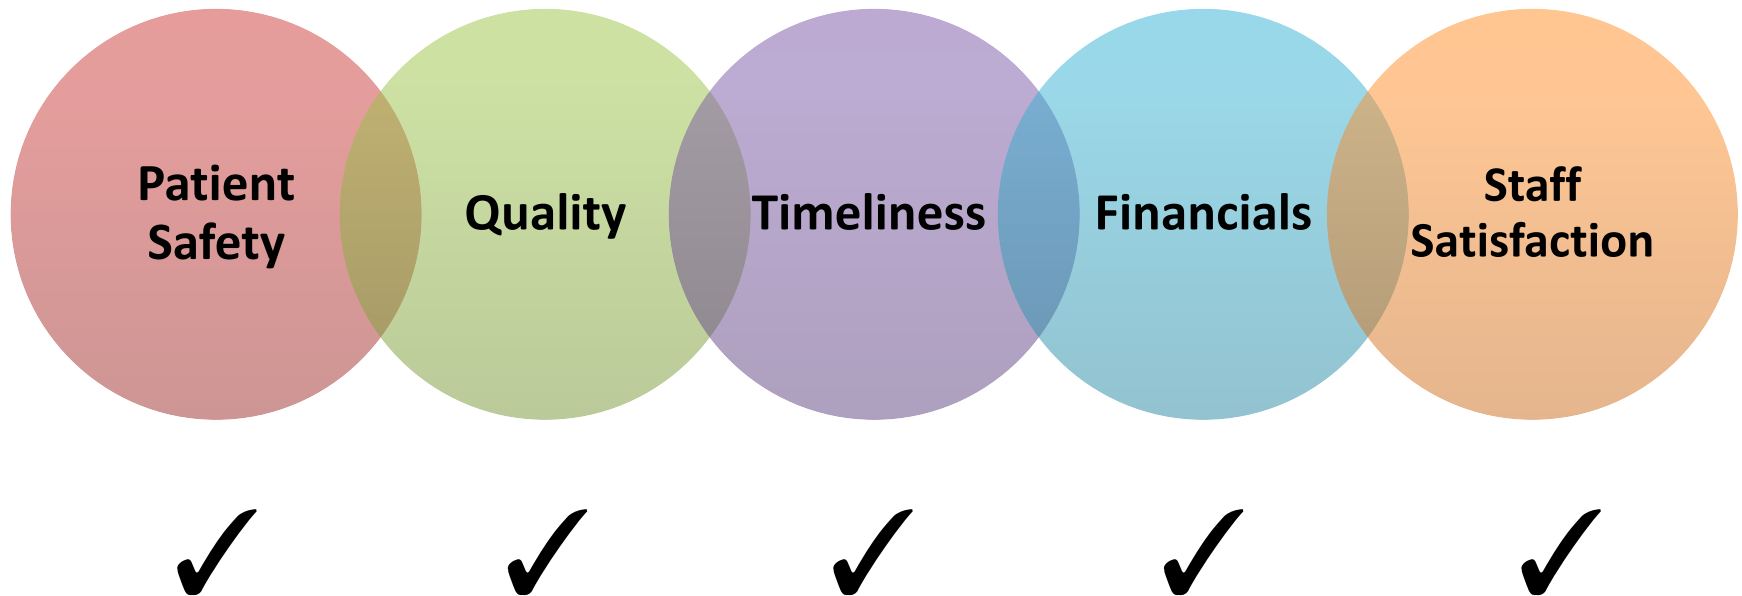 Patient
Safety
Quality
Timeliness
Financials
Staff
Satisfaction
✓ ✓ ✓ ✓ ✓